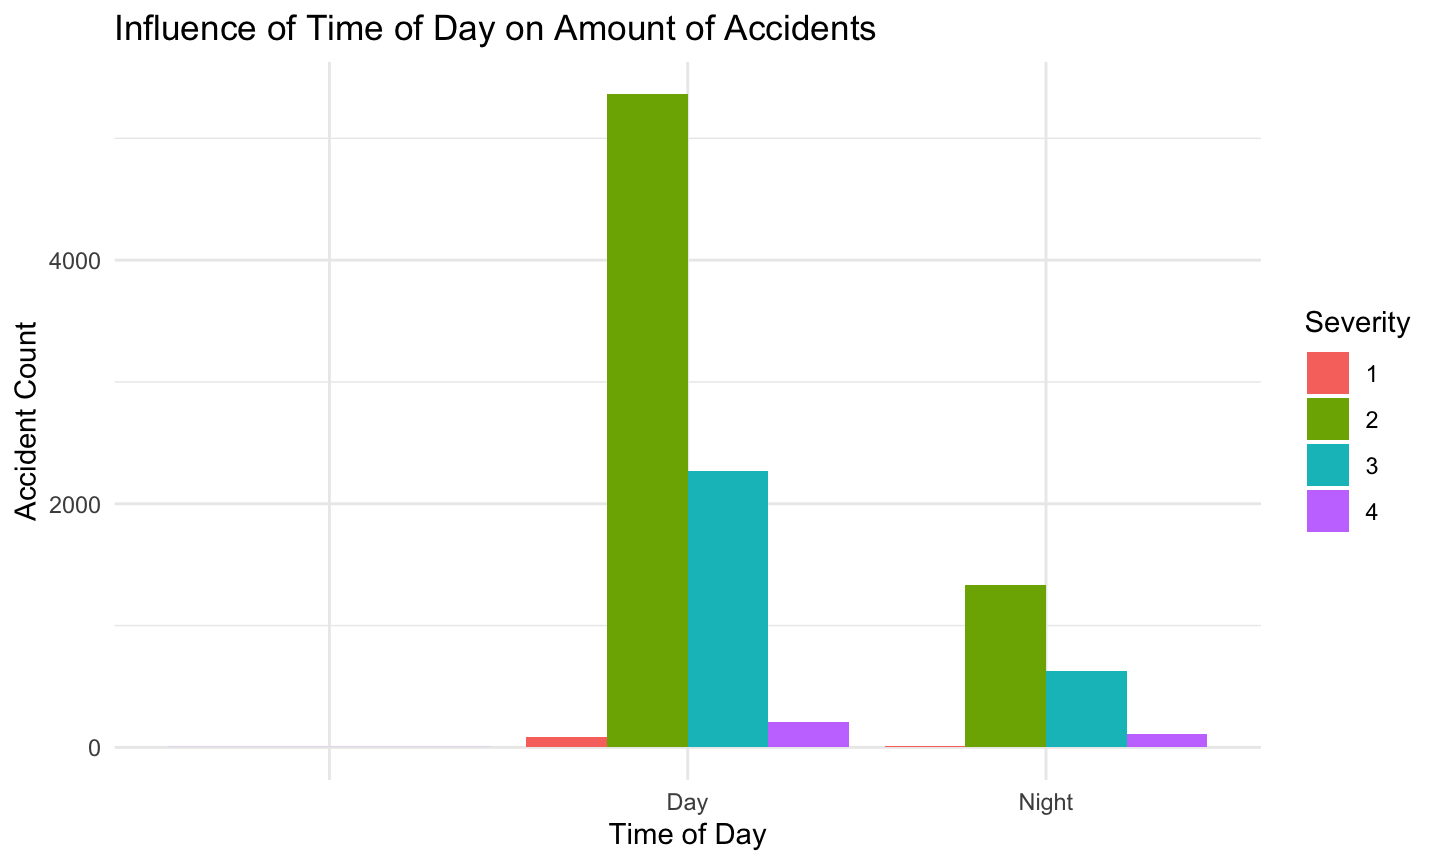 Influence of Time of Day on Amount of Accidents
Accident Count
4000
2000
0
Day
Night
Time of Day
Severity
1
2
3
4